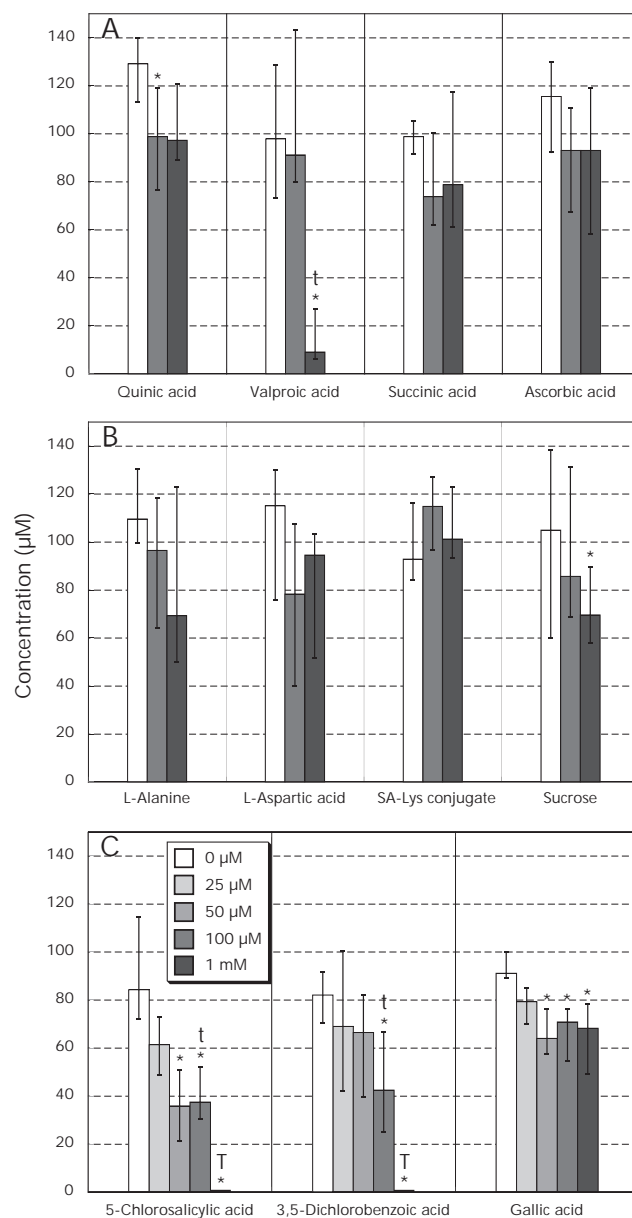 A
140
120
100
80
60
40
20
0
*
t
*
Quinic acid Valproic acid Succinic acid Ascorbic acid
B
140
120
100
80
60
40
20
0
*
L-Alanine L-Aspartic acid SA-Lys conjugate Sucrose
Concentration (µM)
C
140
120
100
80
60
40
20
0
0 µM
25 µM
50 µM
100 µM
1 mM
* t * T *
t * T *
* * *
5-Chlorosalicylic acid 3,5-Dichlorobenzoic acid Gallic acid